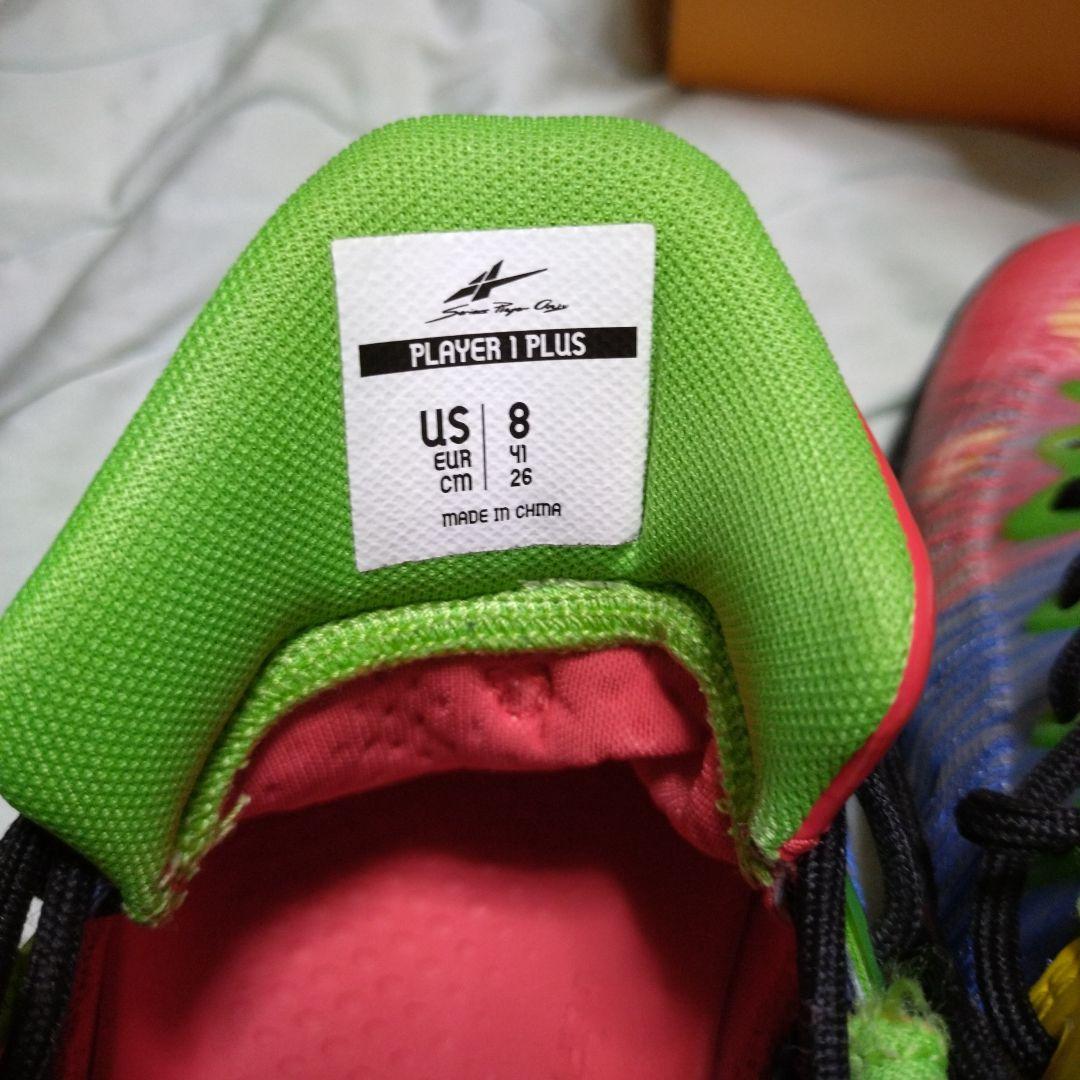 PLAYER 1 PLUS
US 8
EUR 41
CM 26
MADE IN CHINA